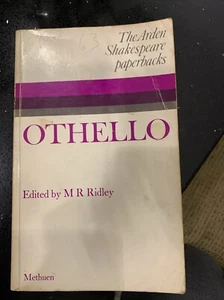 The Arden
Shakespeare
paperbacks
OTHELLO
Edited by M R Ridley
Methuen